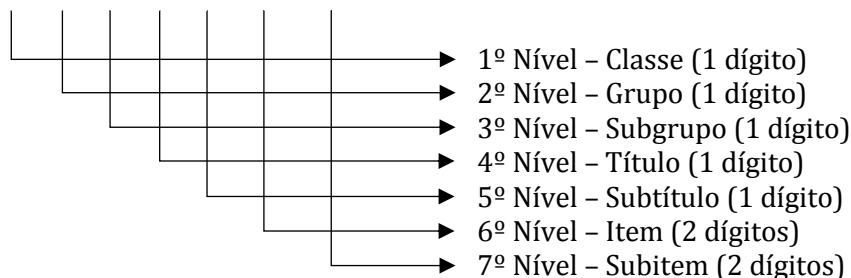 1º Nível – Classe (1 dígito)
2º Nível – Grupo (1 dígito)
3º Nível – Subgrupo (1 dígito)
4º Nível – Título (1 dígito)
5º Nível – Subtítulo (1 dígito)
6º Nível – Item (2 dígitos)
7º Nível – Subitem (2 dígitos)